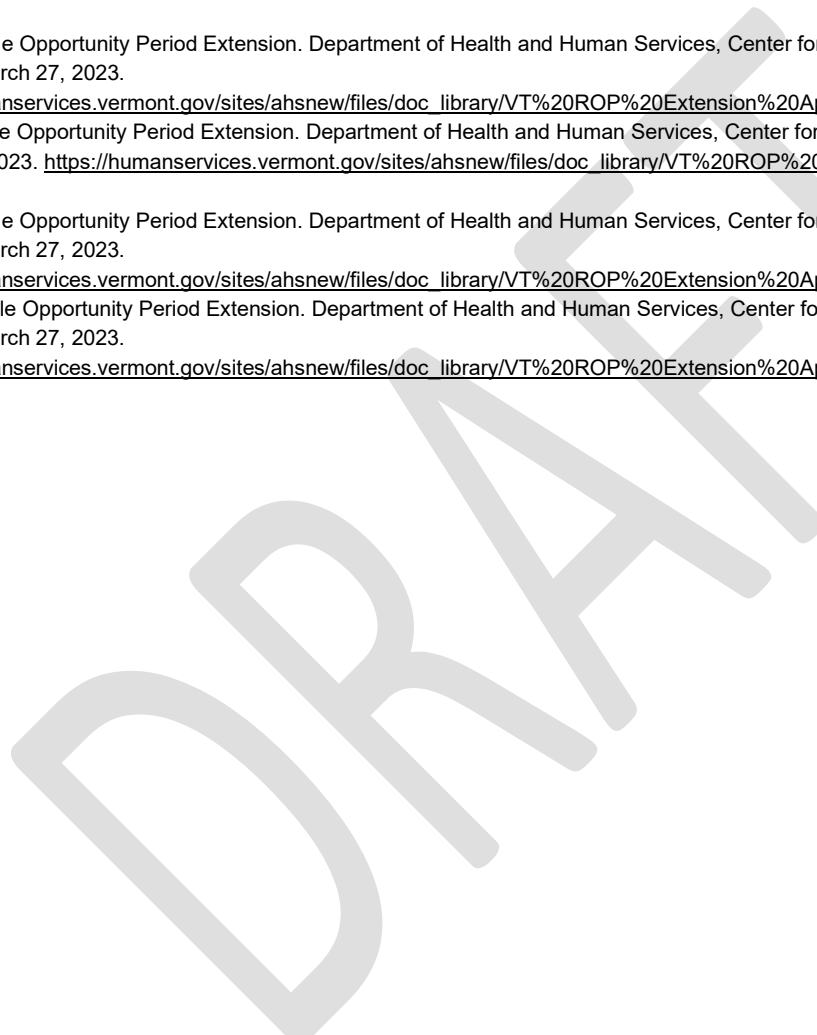 e Opportunity Period Extension. Department of Health and Human Services, Center for
rch 27, 2023.
nservices.vermont.gov/sites/ahsnew/files/doc_library/VT%20ROP%20Extension%20Ap
e Opportunity Period Extension. Department of Health and Human Services, Center for
023. https://humanservices.vermont.gov/sites/ahsnew/files/doc_library/VT%20ROP%20
e Opportunity Period Extension. Department of Health and Human Services, Center for
rch 27, 2023.
nservices.vermont.gov/sites/ahsnew/files/doc_library/VT%20ROP%20Extension%20Ap
le Opportunity Period Extension. Department of Health and Human Services, Center fo
rch 27, 2023.
nservices.vermont.gov/sites/ahsnew/files/doc_library/VT%20ROP%20Extension%20Ap
DRAFT